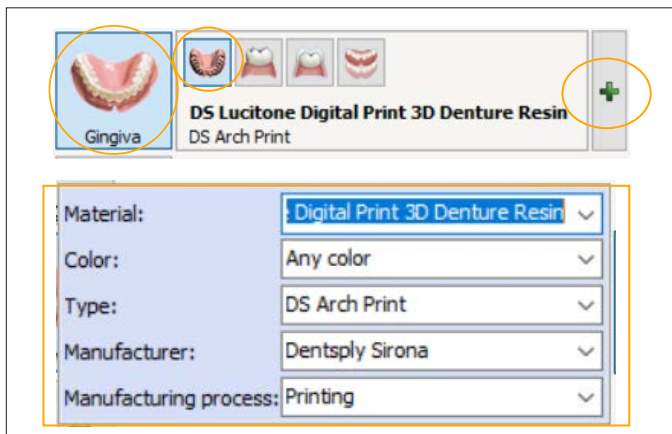 Gingiva
DS Lucitone Digital Print 3D Denture Resin
DS Arch Print
Material: Digital Print 3D Denture Resin
Color: Any color
Type: DS Arch Print
Manufacturer: Dentsply Sirona
Manufacturing process: Printing